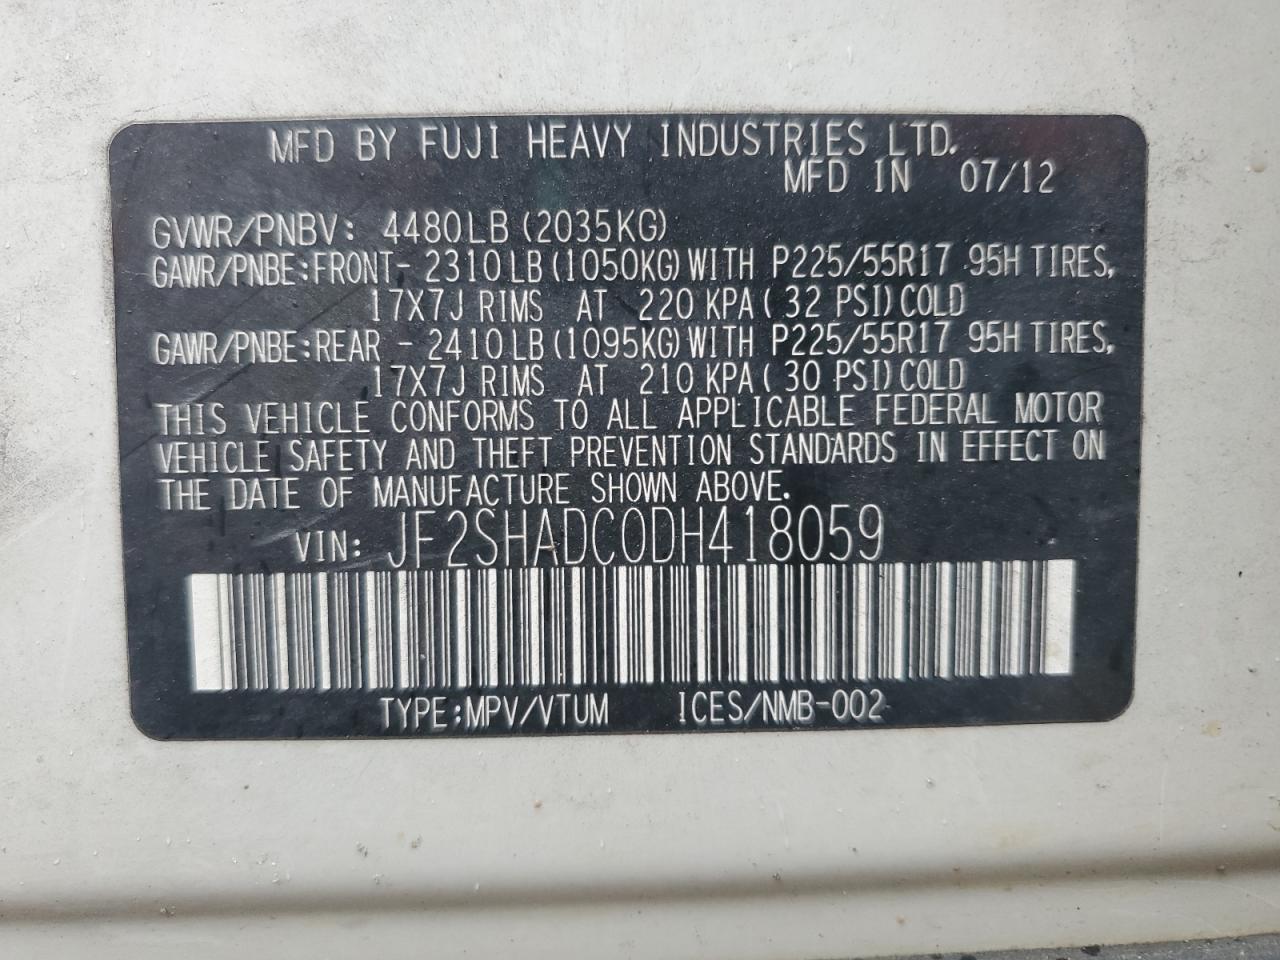 MFD BY FUJI HEAVY INDUSTRIES LTD.
MFD IN 07/12
GVWR/PNBV: 4480LB (2035KG)
GAWR/PNBE:FRONT- 2310LB (1050KG) WITH P225/55R17 95H TIRES,
17X7J RIMS AT 220 KPA ( 32 PSI) COLD
GAWR/PNBE:REAR - 2410LB (1095KG) WITH P225/55R17 95H TIRES,
17X7J RIMS AT 210 KPA ( 30 PSI) COLD
THIS VEHICLE CONFORMS TO ALL APPLICABLE FEDERAL MOTOR
VEHICLE SAFETY AND THEFT PREVENTION STANDARDS IN EFFECT ON
THE DATE OF MANUFACTURE SHOWN ABOVE.
VIN: JF2SHADC0DH418059
TYPE:MPV/VTUM ICES/NMB-002